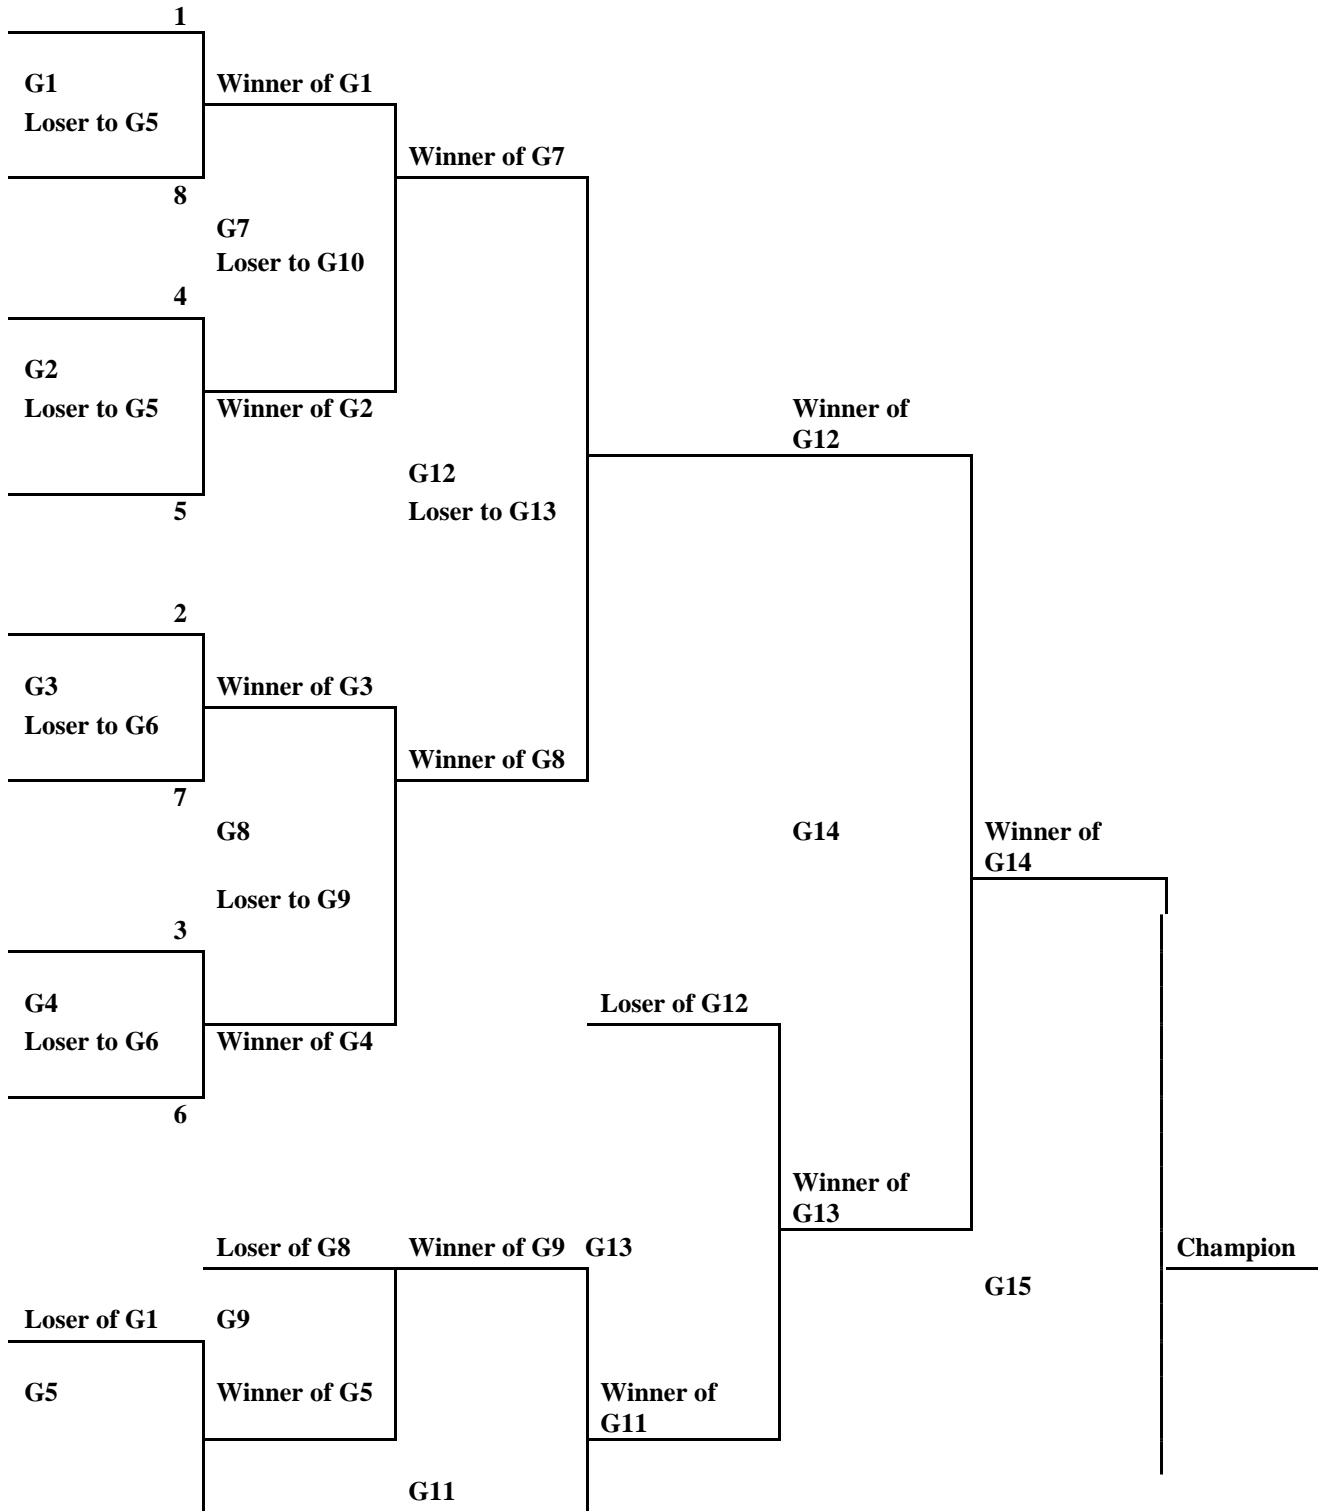 1
G1
Winner of G1
Loser to G5
Winner of G7
8
G7
Loser to G10
4
G2
Loser to G5
Winner of G2
Winner of
G12
G12
Loser to G13
5
2
G3
Winner of G3
Loser to G6
Winner of G8
7
G8
G14
Winner of
G14
Loser to G9
3
G4
Loser of G12
Loser to G6
Winner of G4
6
Winner of
G13
Loser of G8
Winner of G9
G13
Champion
G15
Loser of G1
G9
G5
Winner of G5
Winner of
G11
G11